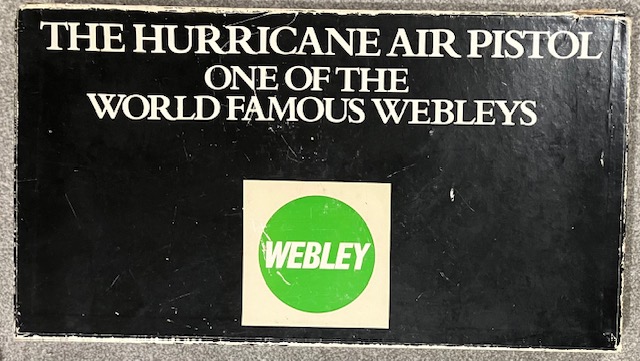 THE HURRICANE AIR PISTOL
ONE OF THE
WORLD FAMOUS WEBLEYS
WEBLEY